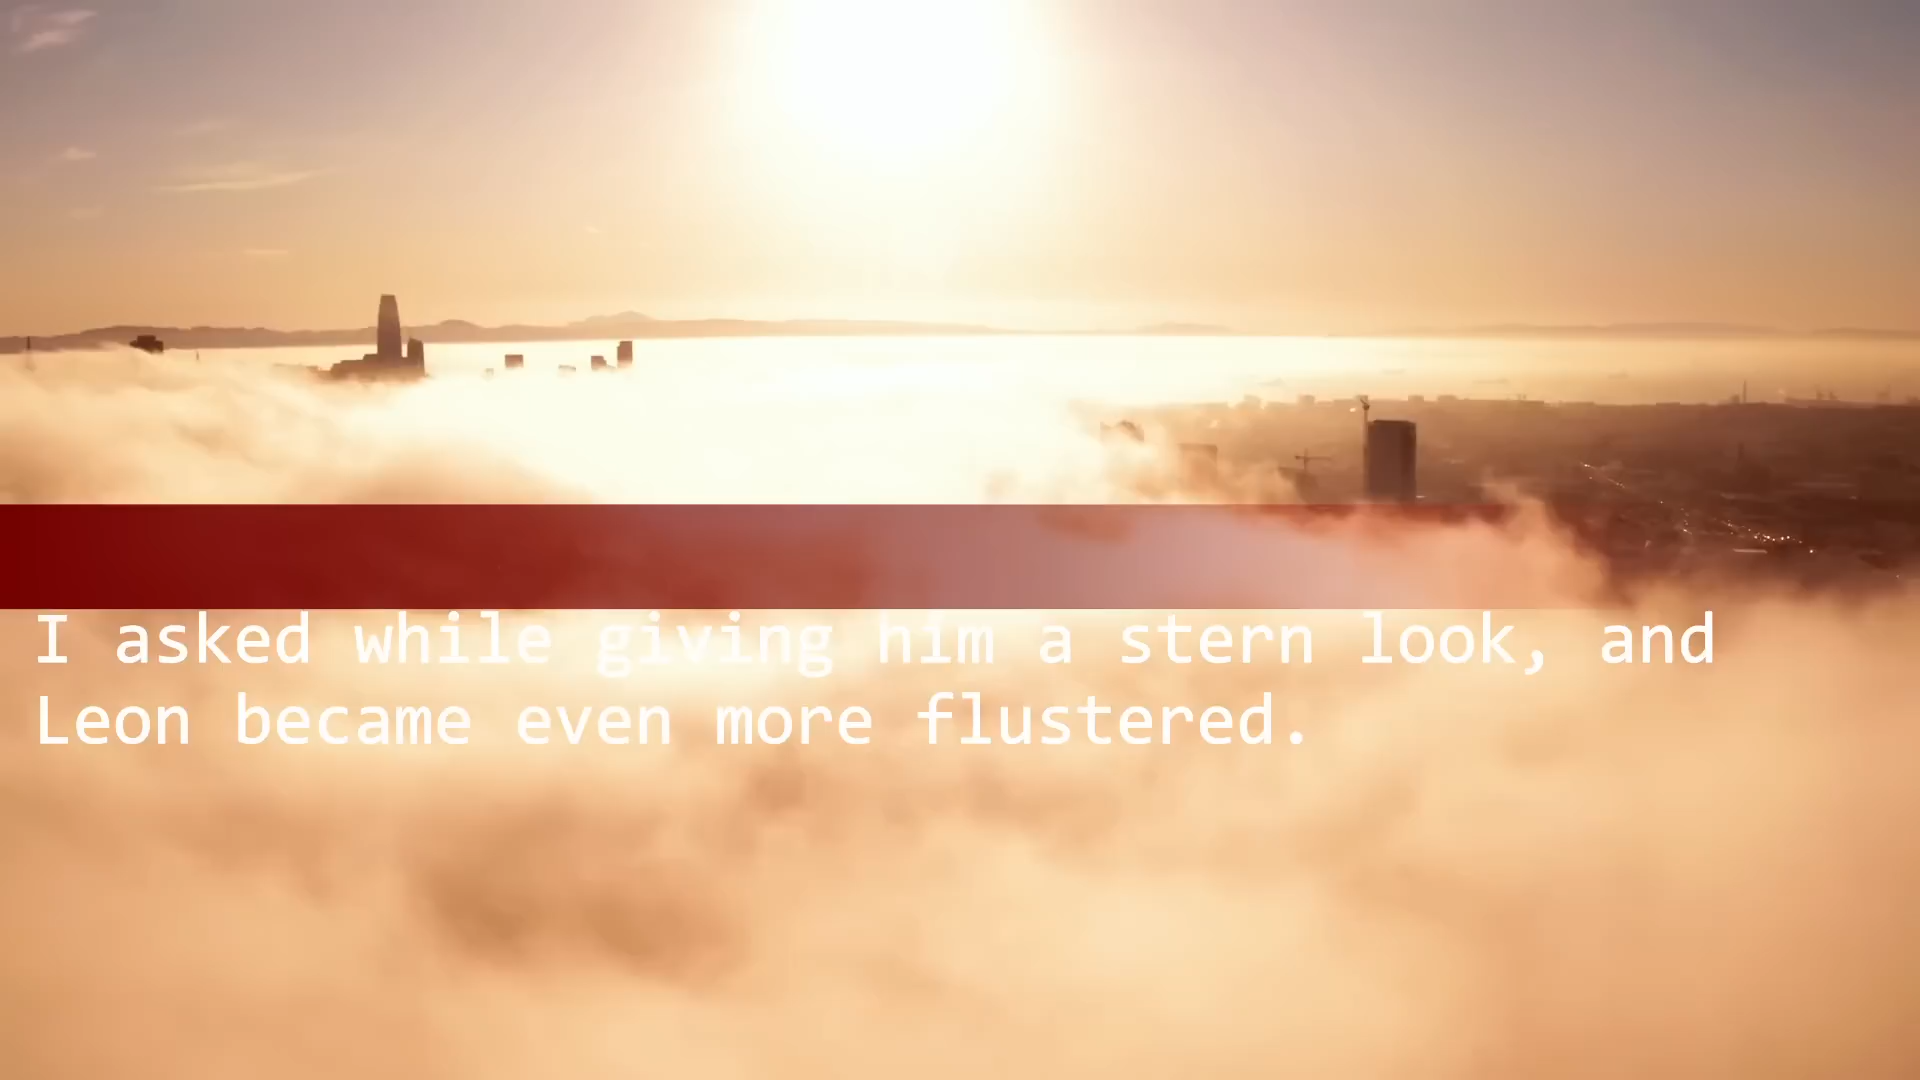 I asked while giving him a stern look, and
Leon became even more flustered.